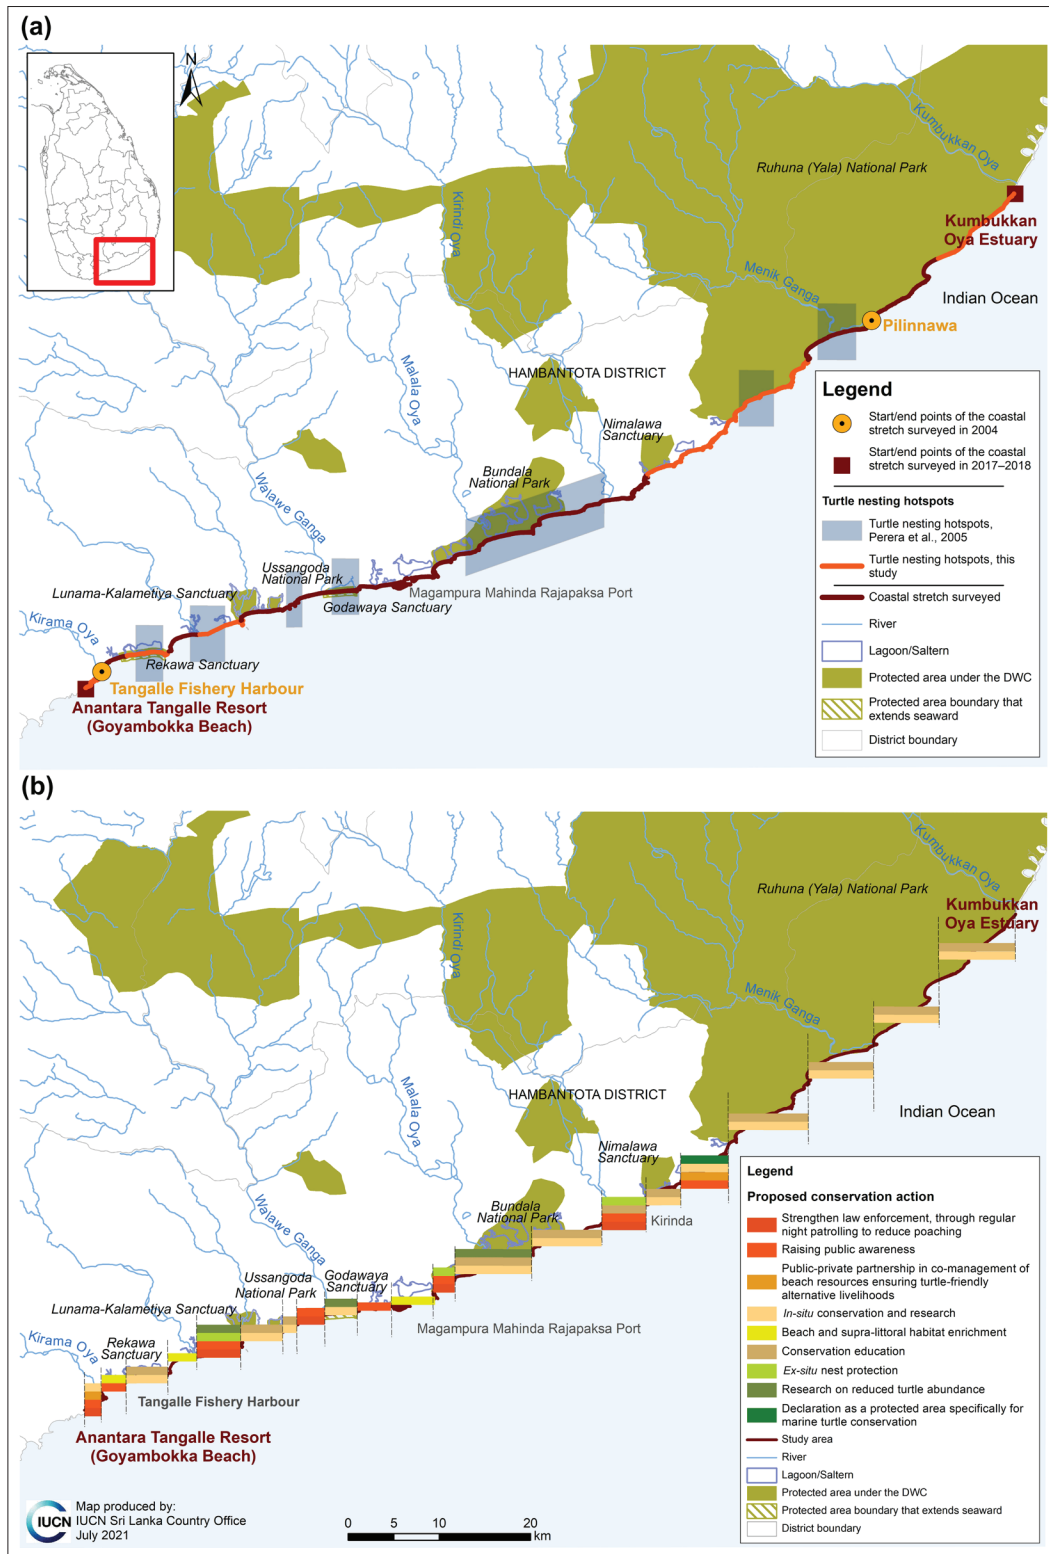 (a)
N
Kumbukkan Oya
Ruhuna (Yala) National Park
Kirindi Oya
Kumbukkan
Oya Estuary
Menik Ganga
Indian Ocean
Pilinnawa
Malala Oya
HAMBANTOTA DISTRICT
Nimalawa
Sanctuary
Bundala
National Park
Walawe Ganga
Ussangoda
National Park
Lunama-Kalametiya Sanctuary
Magampura Mahinda Rajapaksa Port
Godawaya Sanctuary
Kirama Oya
Rekawa Sanctuary
Tangalle Fishery Harbour
Anantara Tangalle Resort
(Goyambokka Beach)
Legend
Start/end points of the coastal
stretch surveyed in 2004
Start/end points of the coastal
stretch surveyed in 2017–2018
Turtle nesting hotspots
Turtle nesting hotspots,
Perera et al., 2005
Turtle nesting hotspots, this
study
Coastal stretch surveyed
River
Lagoon/Saltern
Protected area under the DWC
Protected area boundary that
extends seaward
District boundary
(b)
Kumbukkan Oya
Ruhuna (Yala) National Park
Kumbukkan
Oya Estuary
Kirindi Oya
Menik Ganga
Malala Oya
HAMBANTOTA DISTRICT
Indian Ocean
Nimalawa
Sanctuary
Bundala
National Park
Kirinda
Walawe Ganga
Ussangoda
National Park
Godawaya
Sanctuary
Lunama-Kalametiya Sanctuary
Magampura Mahinda Rajapaksa Port
Kirama Oya
Rekawa
Sanctuary
Tangalle Fishery Harbour
Anantara Tangalle Resort
(Goyambokka Beach)
Legend
Proposed conservation action
Strengthen law enforcement, through regular
night patrolling to reduce poaching
Raising public awareness
Public-private partnership in co-management of
beach resources ensuring turtle-friendly
alternative livelihoods
In-situ conservation and research
Beach and supra-littoral habitat enrichment
Conservation education
Ex-situ nest protection
Research on reduced turtle abundance
Declaration as a protected area specifically for
marine turtle conservation
Study area
River
Lagoon/Saltern
Protected area under the DWC
Protected area boundary that extends seaward
District boundary
IUCN
Map produced by:
IUCN Sri Lanka Country Office
July 2021
0 5 10 20
km